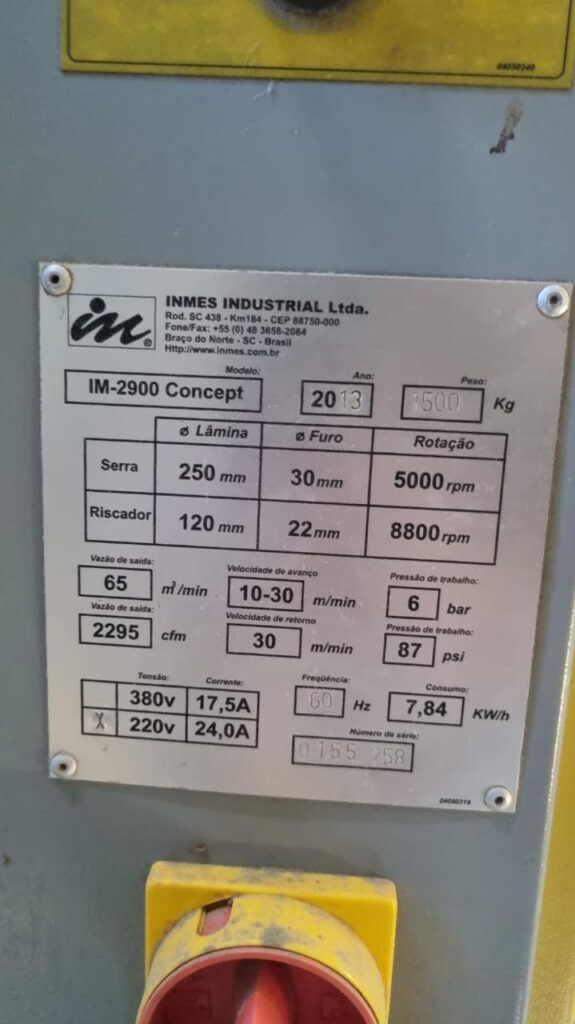 04050240
im®
INMES INDUSTRIAL Ltda.
Rod. SC 438 - Km184 - CEP 88750-000
Fone/Fax: +55 (0) 48 3658-2064
Braço do Norte - SC - Brasil
Http://www.inmes.com.br
Modelo: Ano: Peso:
IM-2900 Concept 2013 1500 Kg
ø Lâmina ø Furo Rotação
Serra 250 mm 30 mm 5000 rpm
Riscador 120 mm 22 mm 8800 rpm
Vazão de saída: Velocidade de avanço Pressão de trabalho:
65 m³/min 10-30 m/min 6 bar
Vazão de saída: Velocidade de retorno Pressão de trabalho:
2295 cfm 30 m/min 87 psi
Tensão: Corrente: Freqüência: Consumo:
380v 17,5A 60 Hz 7,84 KW/h
X 220v 24,0A
Número de série:
0155 258